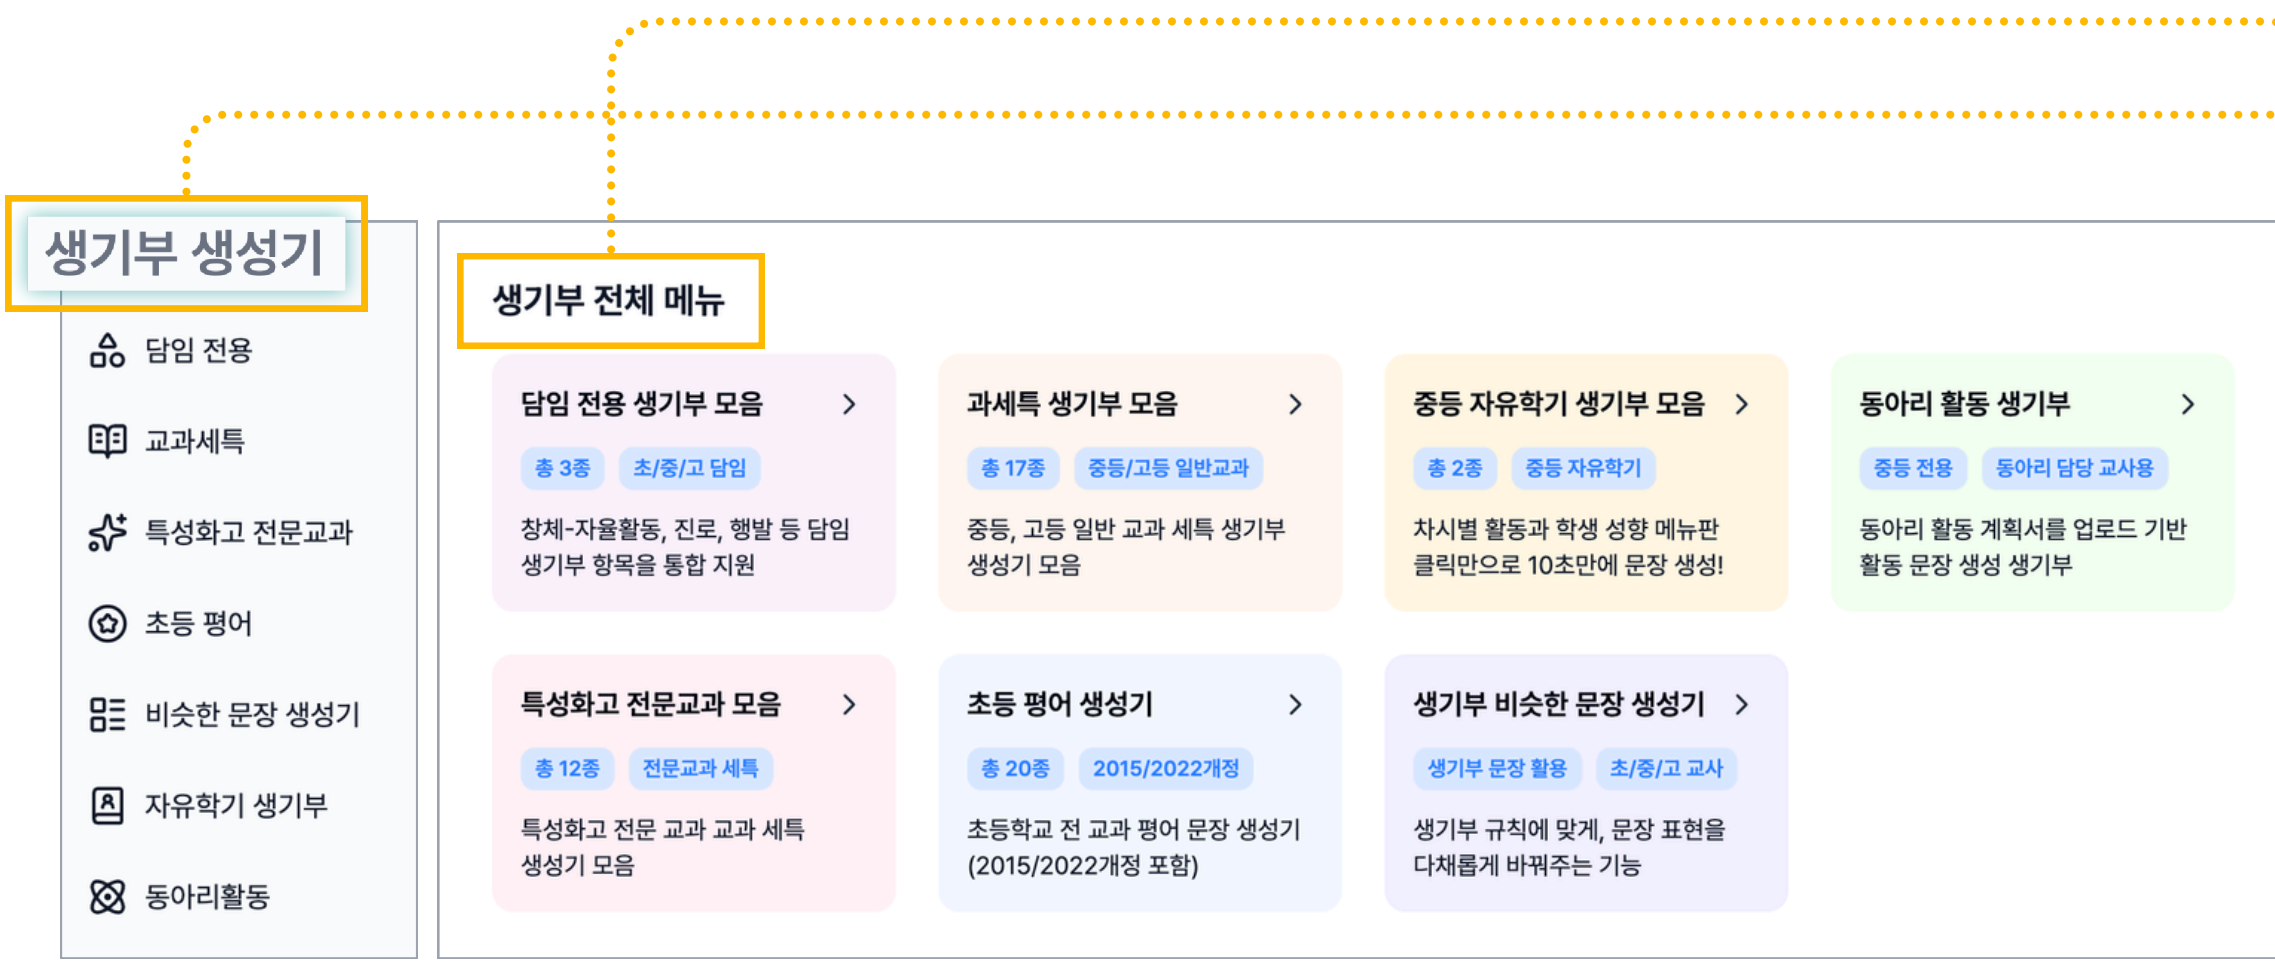 생기부 생성기
담임 전용
교과세특
특성화고 전문교과
초등 평어
비슷한 문장 생성기
자유학기 생기부
동아리활동
생기부 전체 메뉴
담임 전용 생기부 모음
총 3종 초/중/고 담임
창체-자율활동, 진로, 행발 등 담임
생기부 항목을 통합 지원
과세특 생기부 모음
총 17종 중등/고등 일반교과
중등, 고등 일반 교과 세특 생기부
생성기 모음
중등 자유학기 생기부 모음
총 2종 중등 자유학기
차시별 활동과 학생 성향 메뉴판
클릭만으로 10초만에 문장 생성!
동아리 활동 생기부
중등 전용 동아리 담당 교사용
동아리 활동 계획서를 업로드 기반
활동 문장 생성 생기부
특성화고 전문교과 모음
총 12종 전문교과 세특
특성화고 전문 교과 교과 세특
생성기 모음
초등 평어 생성기
총 20종 2015/2022개정
초등학교 전 교과 평어 문장 생성기
(2015/2022개정 포함)
생기부 비슷한 문장 생성기
생기부 문장 활용 초/중/고 교사
생기부 규칙에 맞게, 문장 표현을
다채롭게 바꿔주는 기능